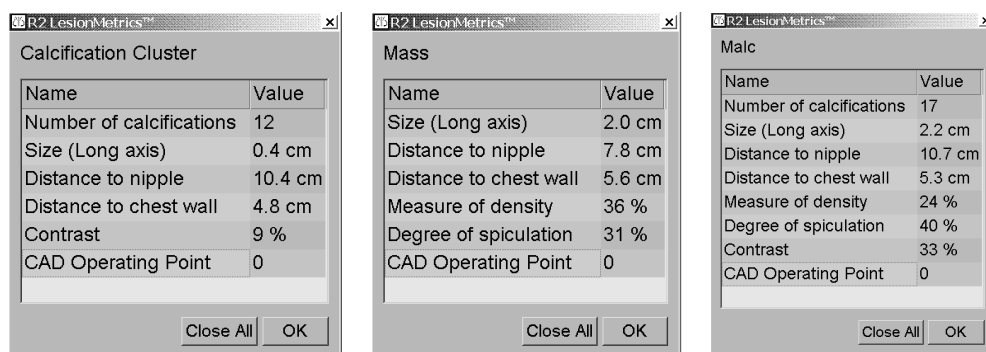 R2 LesionMetrics™
Calcification Cluster
Name Value
Number of calcifications 12
Size (Long axis) 0.4 cm
Distance to nipple 10.4 cm
Distance to chest wall 4.8 cm
Contrast 9 %
CAD Operating Point 0
Close All OK
R2 LesionMetrics™
Mass
Name Value
Size (Long axis) 2.0 cm
Distance to nipple 7.8 cm
Distance to chest wall 5.6 cm
Measure of density 36 %
Degree of spiculation 31 %
CAD Operating Point 0
Close All OK
R2 LesionMetrics™
Malc
Name Value
Number of calcifications 17
Size (Long axis) 2.2 cm
Distance to nipple 10.7 cm
Distance to chest wall 5.3 cm
Measure of density 24 %
Degree of spiculation 40 %
Contrast 33 %
CAD Operating Point 0
Close All OK